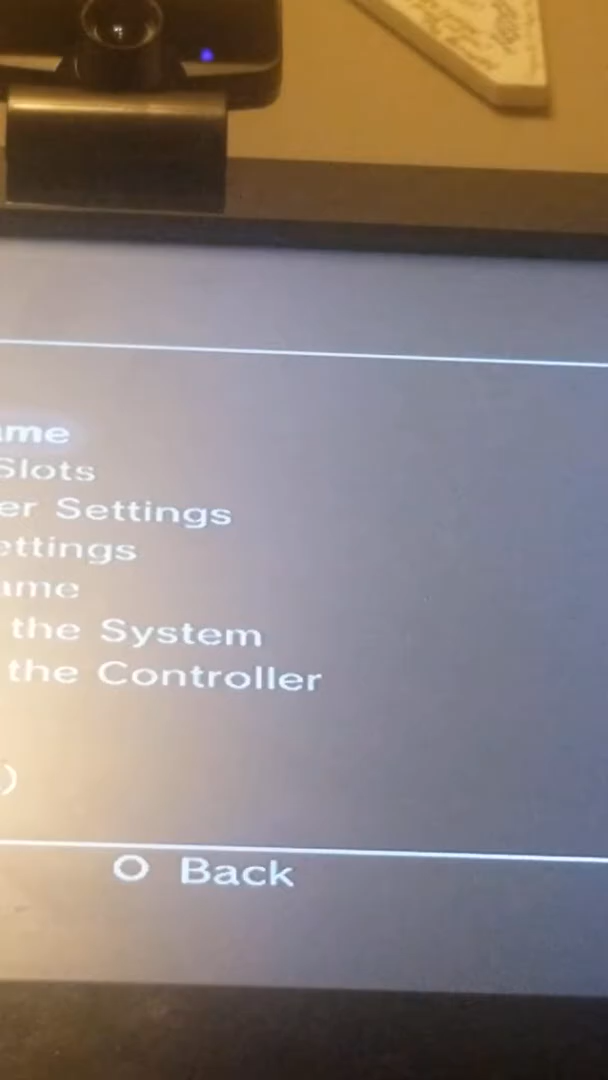 ame
Slots
er Settings
ettings
ame
the System
the Controller
)
Back